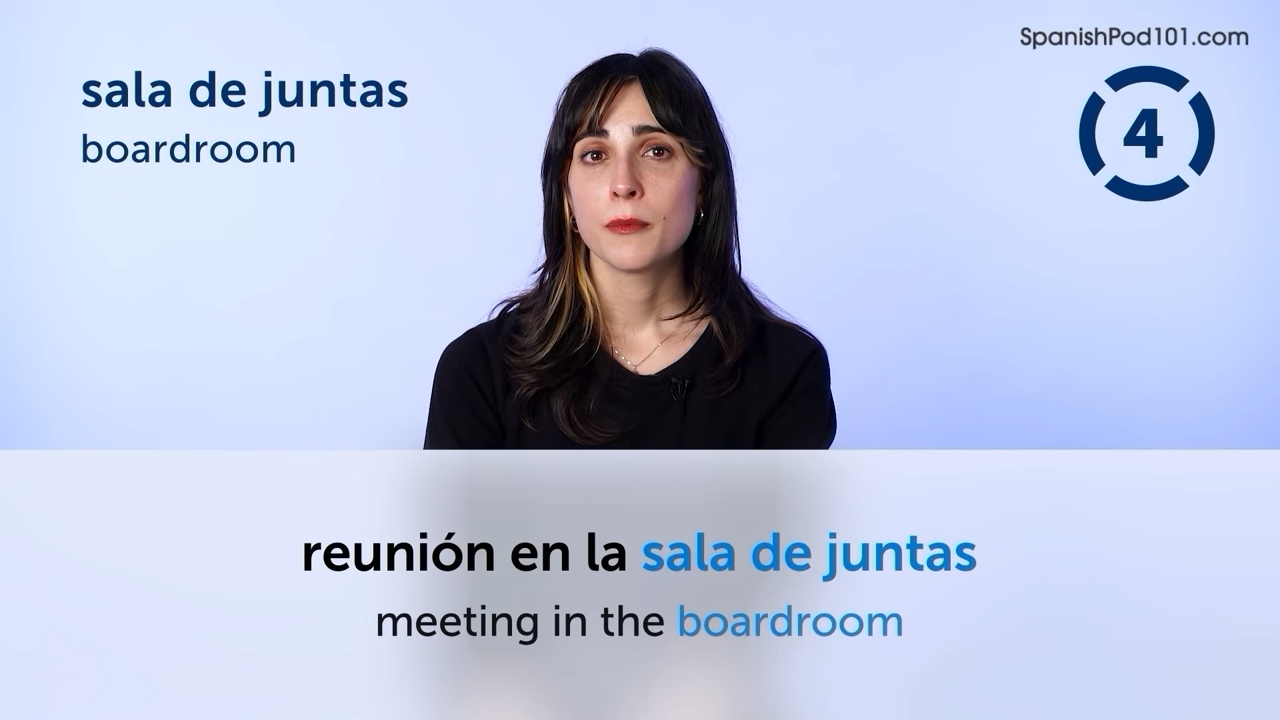 SpanishPod101.com
sala de juntas
boardroom
4
reunión en la sala de juntas
meeting in the boardroom